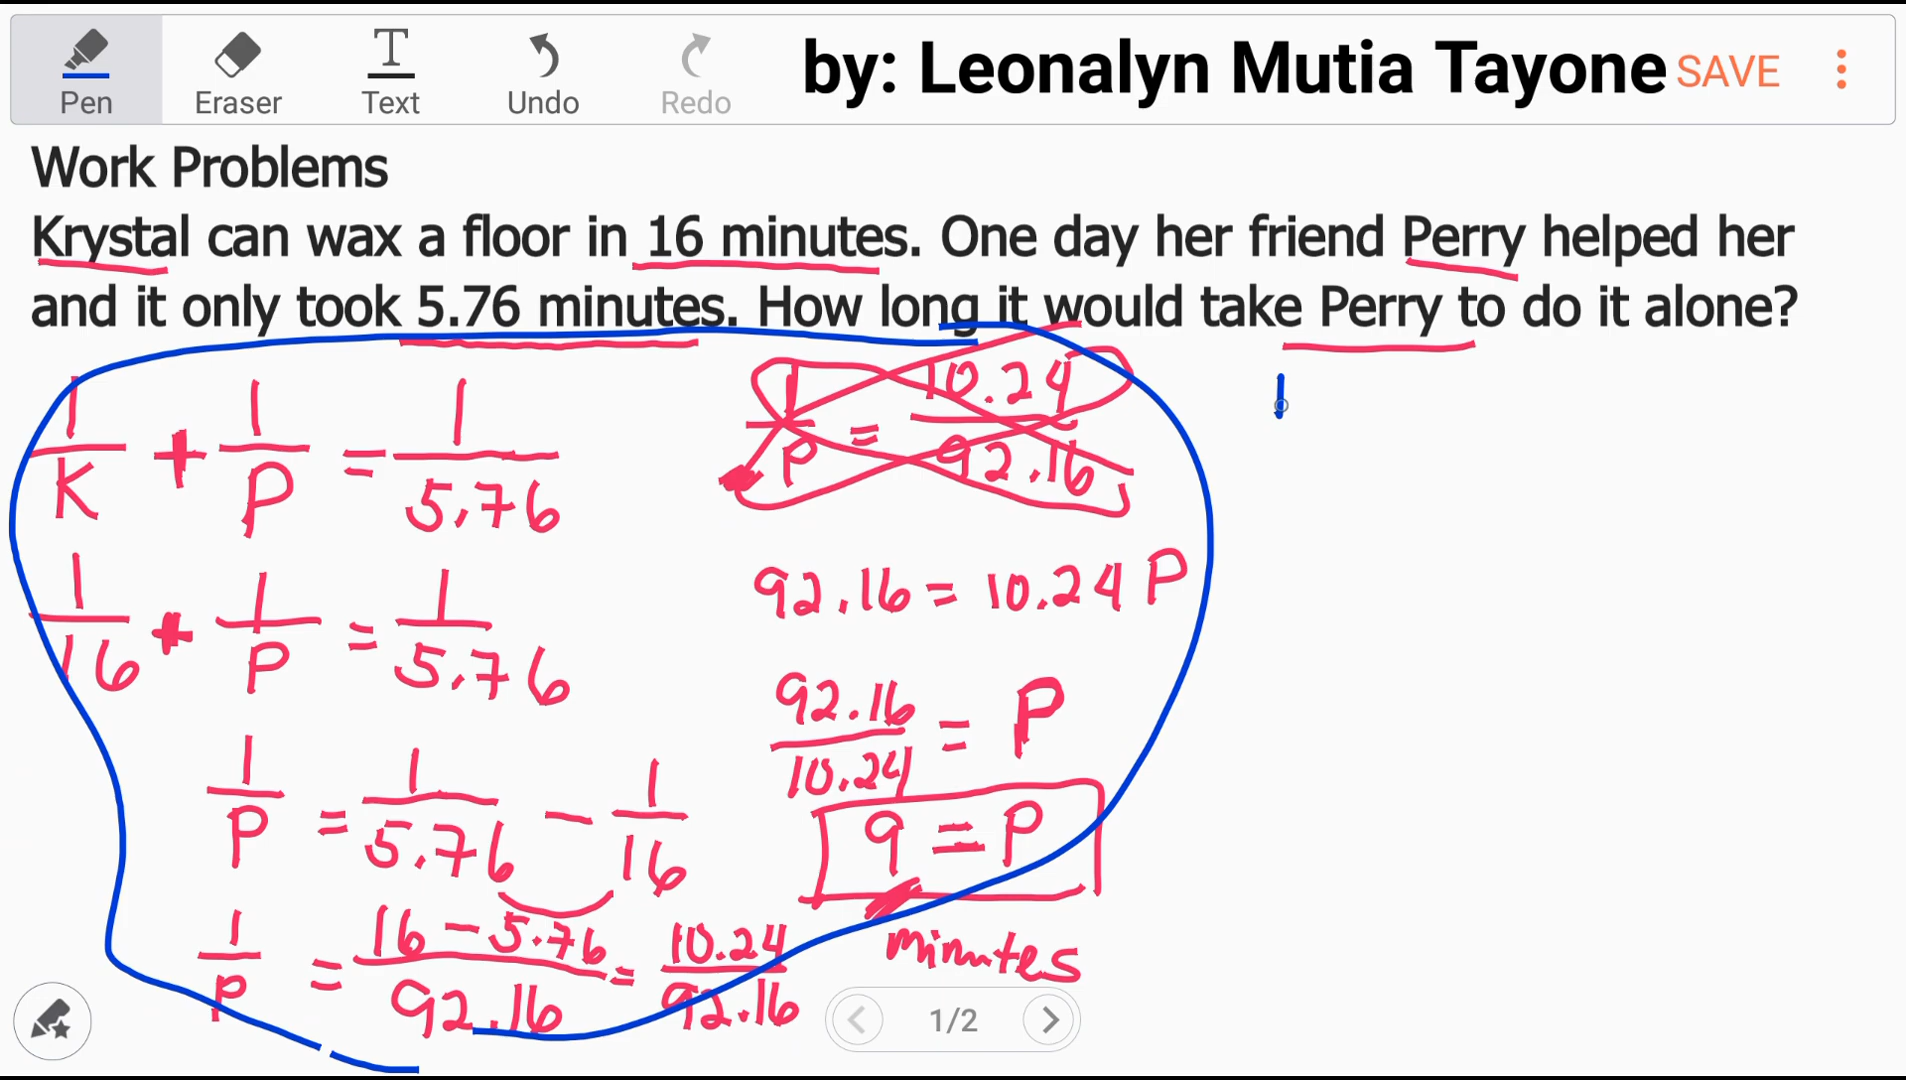 Pen Eraser Text Undo Redo by: Leonalyn Mutia Tayone SAVE
Work Problems
Krystal can wax a floor in 16 minutes. One day her friend Perry helped her
and it only took 5.76 minutes. How long it would take Perry to do it alone?
1/K + 1/P = 1/5.76
1/16 + 1/P = 1/5.76
1/P = 1/5.76 - 1/16
1/P = 16 - 5.76/92.16 = 10.24/92.16
1/P = 10.24/92.16
92.16 = 10.24 P
92.16/10.24 = P
9 = P
minutes
1
1/2